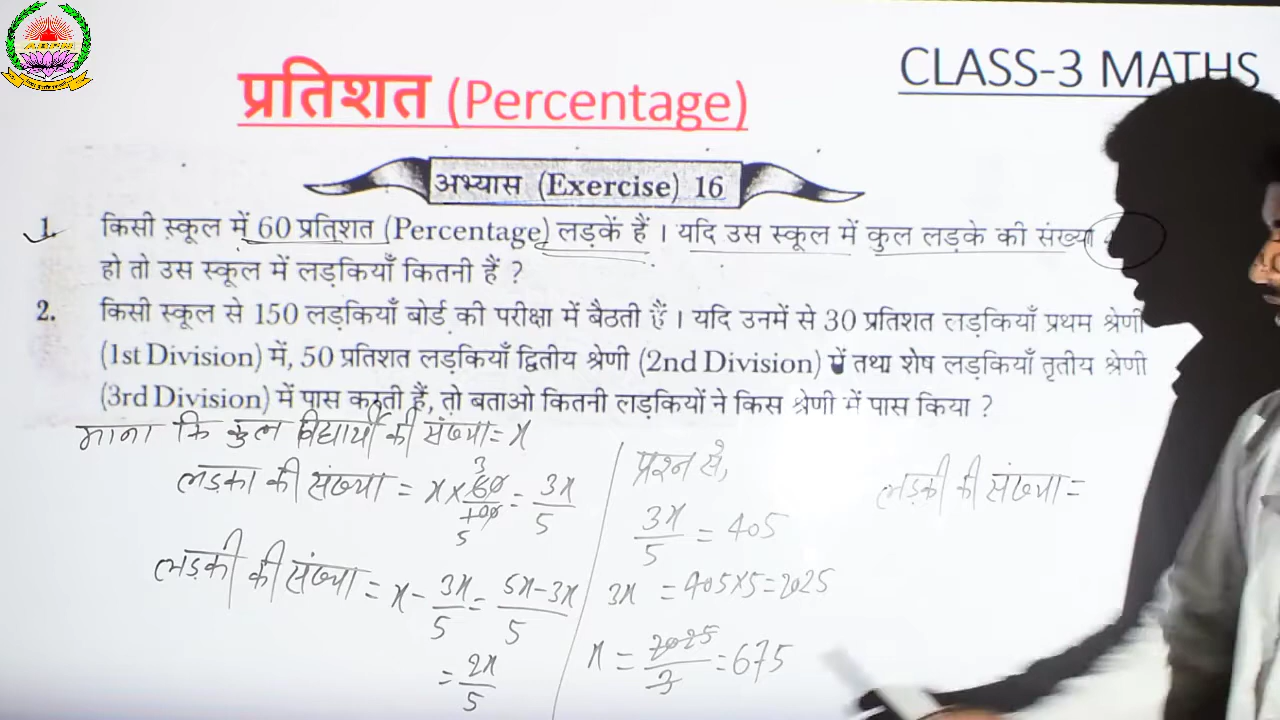 CLASS-3 MATHS
प्रतिशत (Percentage)
अभ्यास (Exercise) 16
1. किसी स्कूल में 60 प्रतिशत (Percentage) लड़कें हैं । यदि उस स्कूल में कुल लड़के की संख्या
हो तो उस स्कूल में लड़कियाँ कितनी हैं ?
2. किसी स्कूल से 150 लड़कियाँ बोर्ड की परीक्षा में बैठती हैं । यदि उनमें से 30 प्रतिशत लड़कियाँ प्रथम श्रेणी
(1st Division) में, 50 प्रतिशत लड़कियाँ द्वितीय श्रेणी (2nd Division) में तथा शेष लड़कियाँ तृतीय श्रेणी
(3rd Division) में पास करती हैं, तो बताओ कितनी लड़कियों ने किस श्रेणी में पास किया ?
माना कि कुल विद्यार्थी की संख्या = x
लड़का की संख्या = x × 60/100 = 3x/5
3
5
लड़की की संख्या = x - 3x/5 = 5x-3x/5
= 2x/5
प्रश्न से,
3x/5 = 405
3x = 405×5 = 2025
x = 2025/3 = 675
लड़की की संख्या =